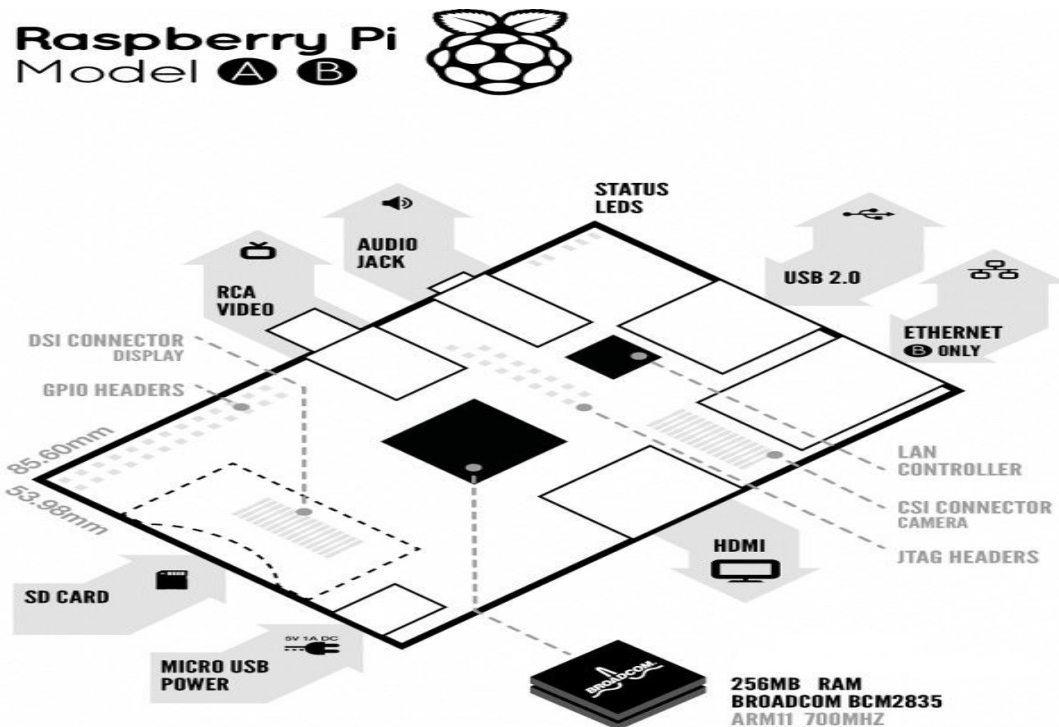 Raspberry Pi
Model A B
STATUS
LEDS
AUDIO
JACK
USB 2.0
RCA
VIDEO
ETHERNET
B ONLY
DSI CONNECTOR
DISPLAY
GPIO HEADERS
85.60mm
53.98mm
LAN
CONTROLLER
CSI CONNECTOR
CAMERA
JTAG HEADERS
HDMI
SD CARD
5V 1A DC
MICRO USB
POWER
BROADCOM
256MB RAM
BROADCOM BCM2835
ARM11 700MHZ